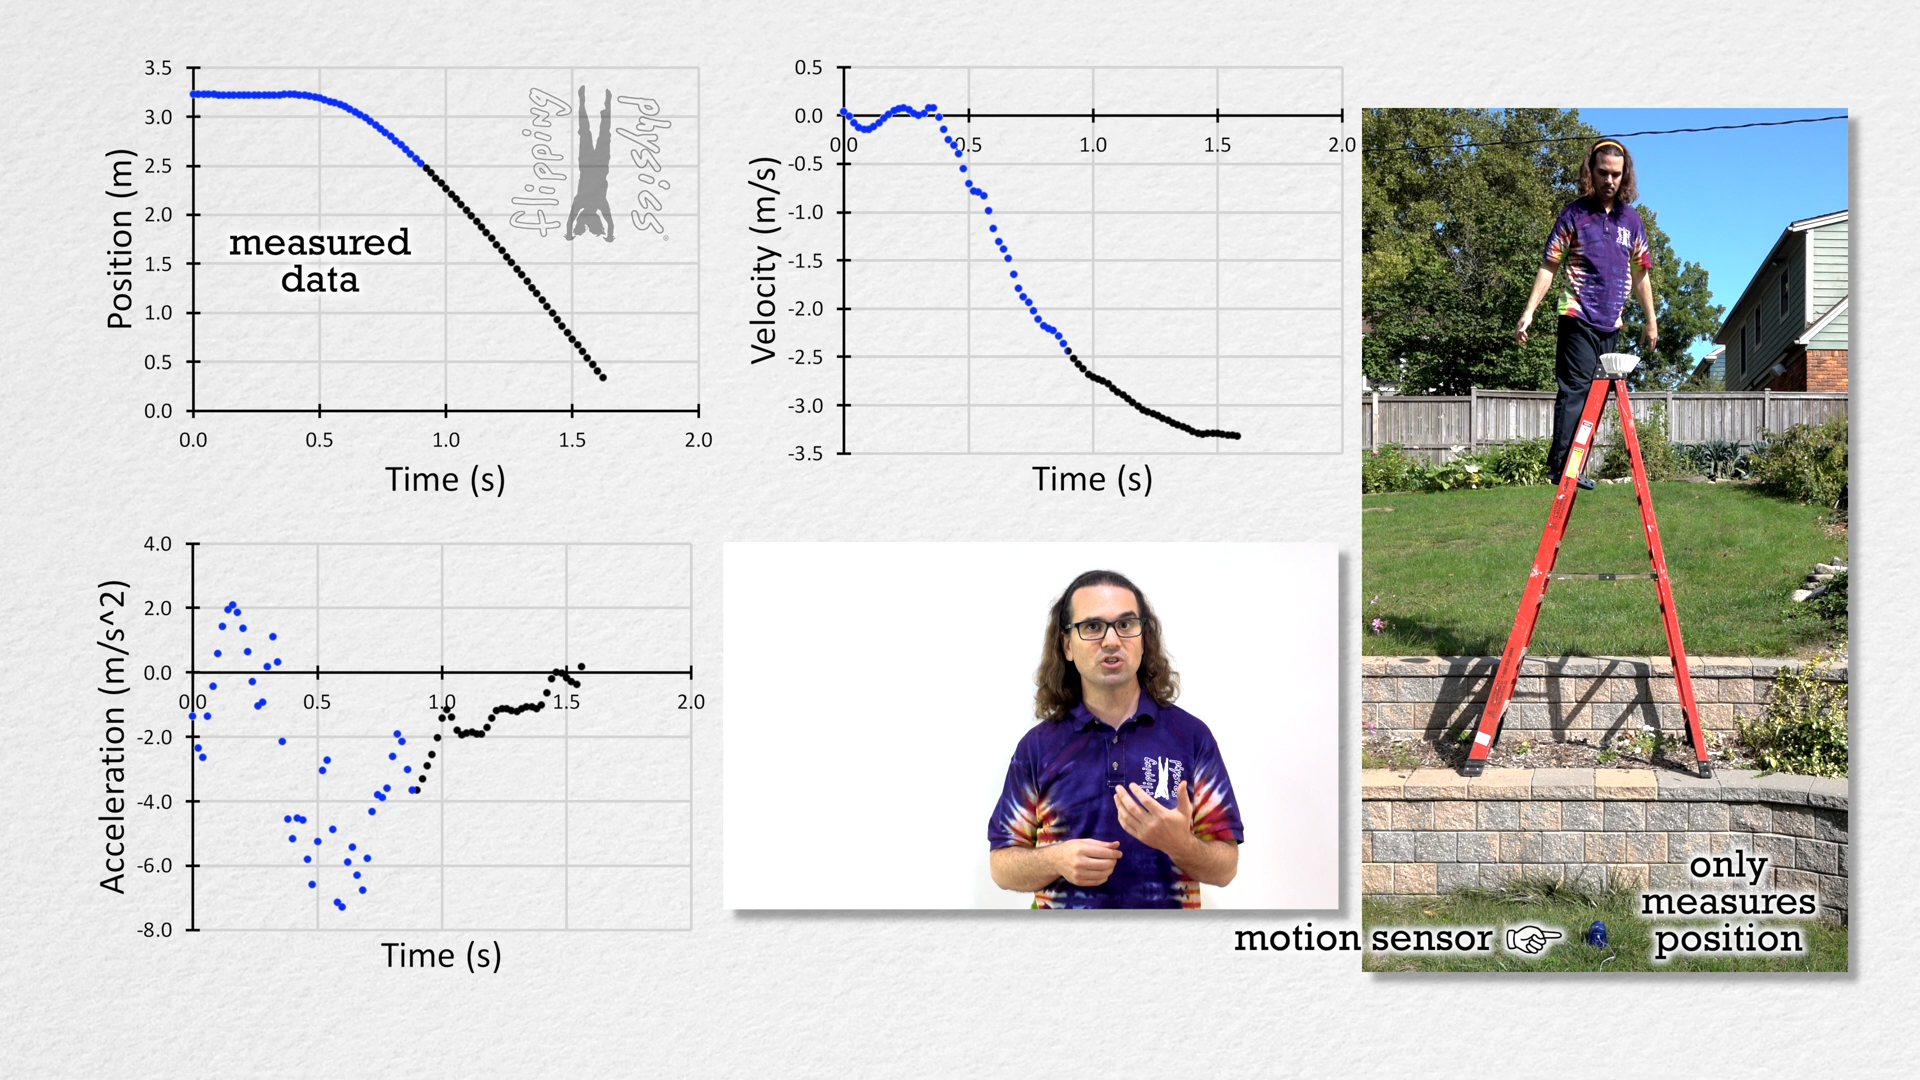 3.5
3.0
2.5
2.0
1.5
1.0
0.5
0.0
Position (m)
measured
data
flipping
physics
®
0.0 0.5 1.0 1.5 2.0
Time (s)
0.5
0.0
-0.5
-1.0
-1.5
-2.0
-2.5
-3.0
-3.5
Velocity (m/s)
0.0 0.5 1.0 1.5 2.0
Time (s)
4.0
2.0
0.0
-2.0
-4.0
-6.0
-8.0
Acceleration (m/s^2)
0.0 0.5 1.0 1.5 2.0
Time (s)
flipping
physics
motion sensor
only
measures
position